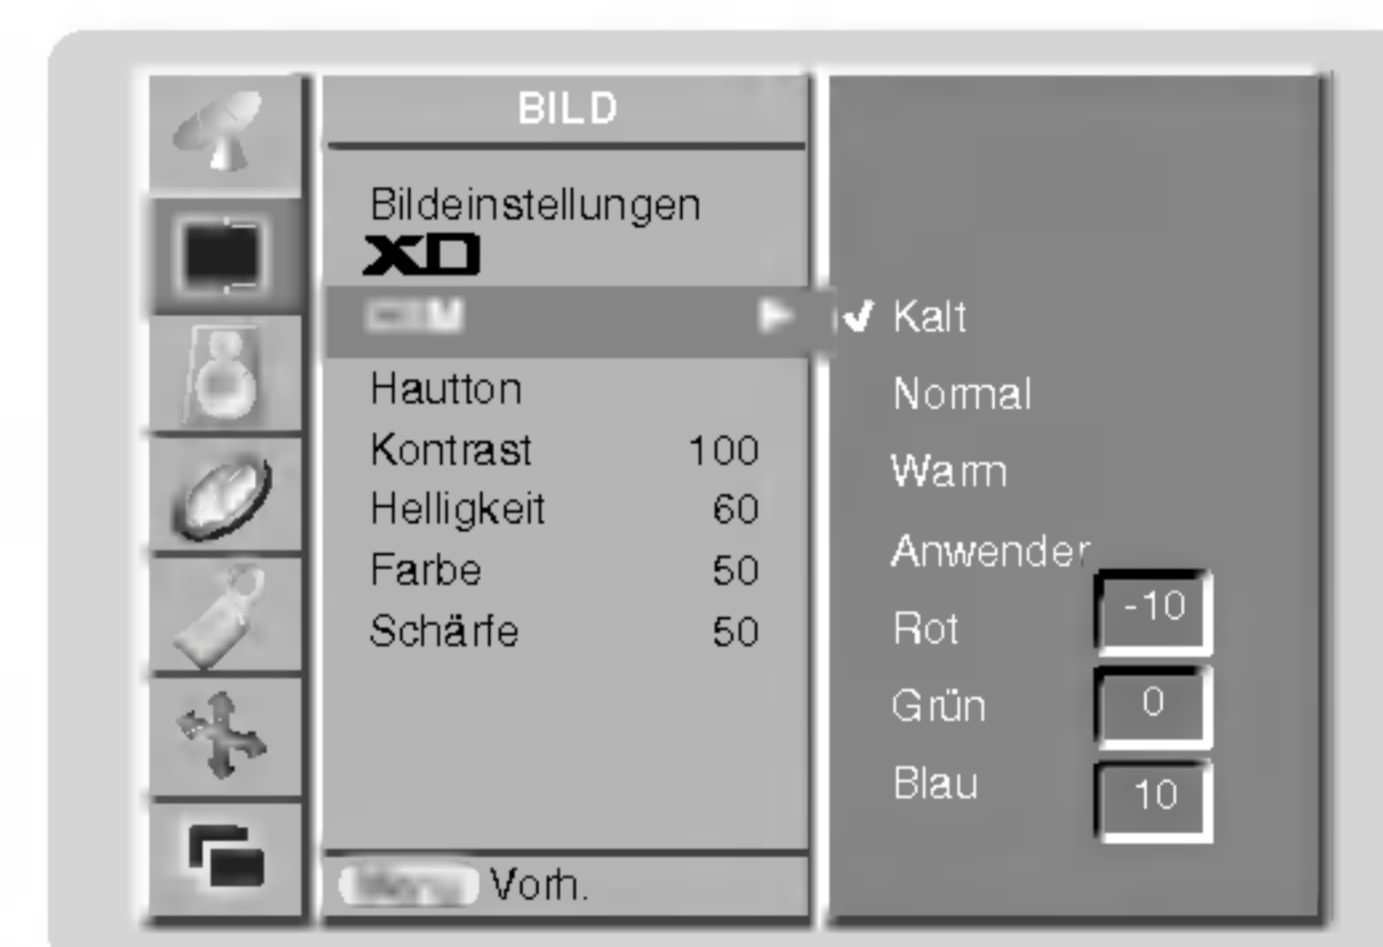 BILD
Bildeinstellungen
XD
Hautton
Kontrast 100
Helligkeit 60
Farbe 50
Schärfe 50
Vorh.
Kalt
Normal
Warm
Anwender
Rot -10
Grün 0
Blau 10